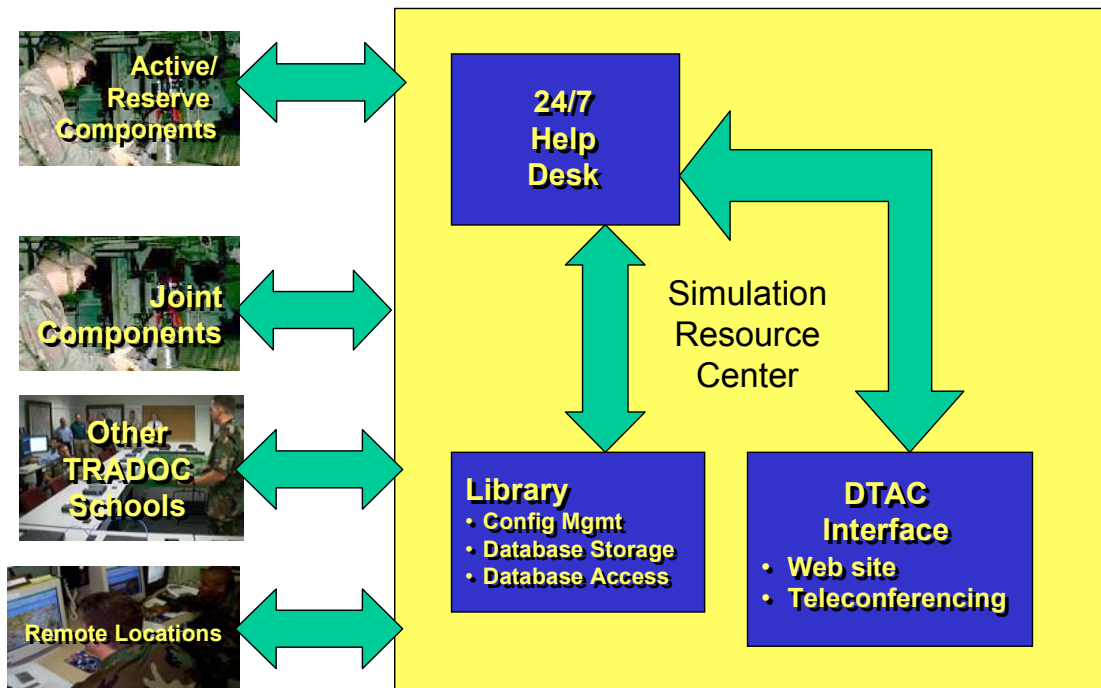 Active/
Reserve
Components
Joint
Components
Other
TRADOC
Schools
Remote Locations
24/7
Help
Desk
Simulation
Resource
Center
Library
• Config Mgmt
• Database Storage
• Database Access
DTAC
Interface
• Web site
• Teleconferencing